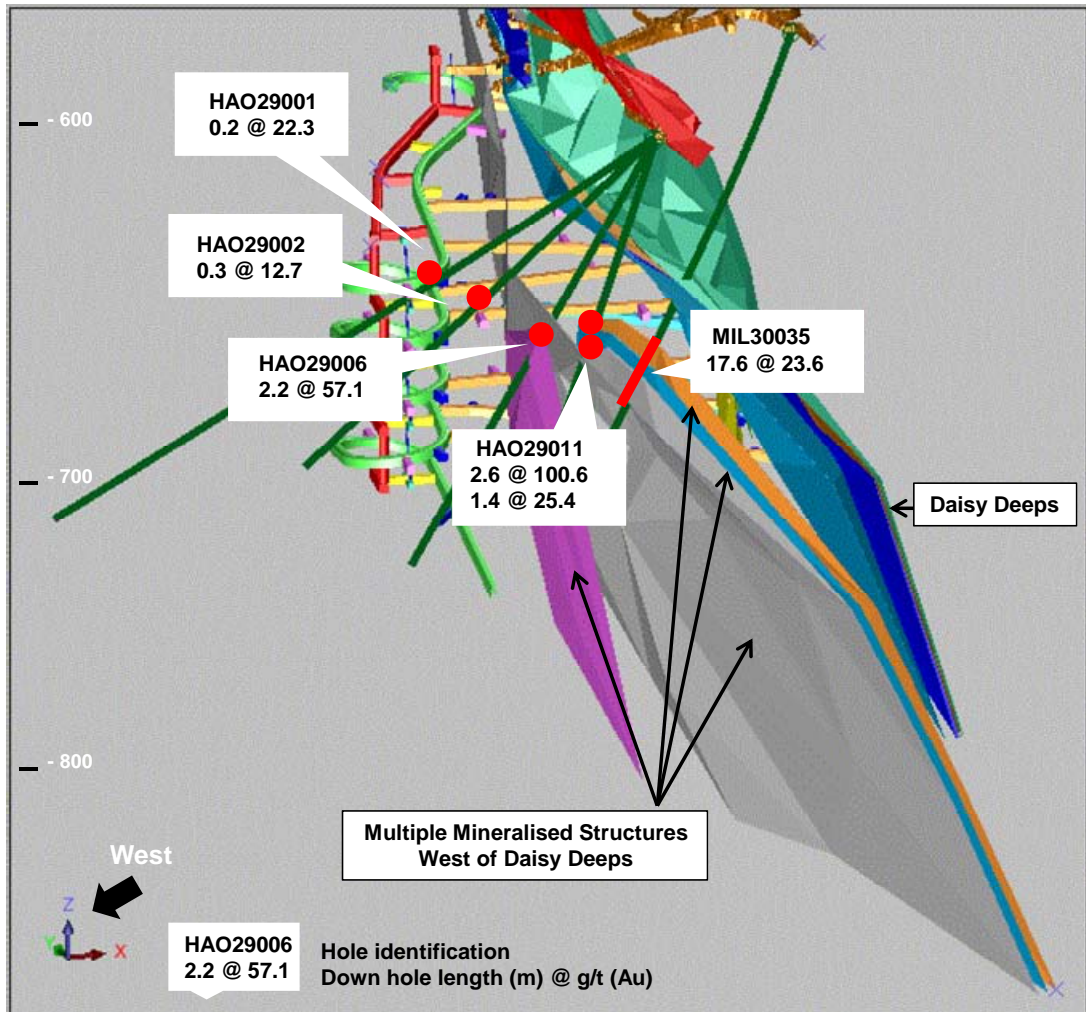 - 600
HAO29001
0.2 @ 22.3
HAO29002
0.3 @ 12.7
HAO29006
2.2 @ 57.1
MIL30035
17.6 @ 23.6
HAO29011
2.6 @ 100.6
1.4 @ 25.4
- 700
Daisy Deeps
- 800
Multiple Mineralised Structures
West of Daisy Deeps
West
Z
Y
X
HAO29006
2.2 @ 57.1
Hole identification
Down hole length (m) @ g/t (Au)